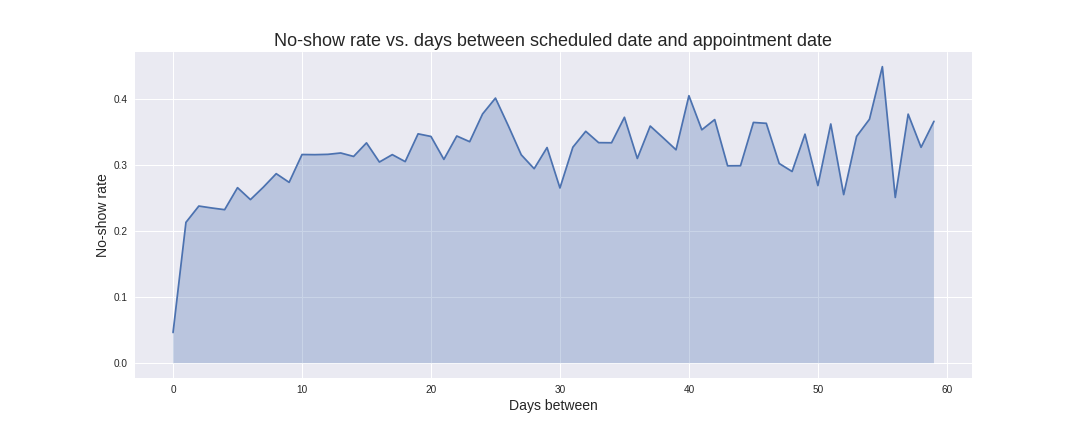 No-show rate vs. days between scheduled date and appointment date
No-show rate
0.4
0.3
0.2
0.1
0.0
0 10 20 30 40 50 60
Days between